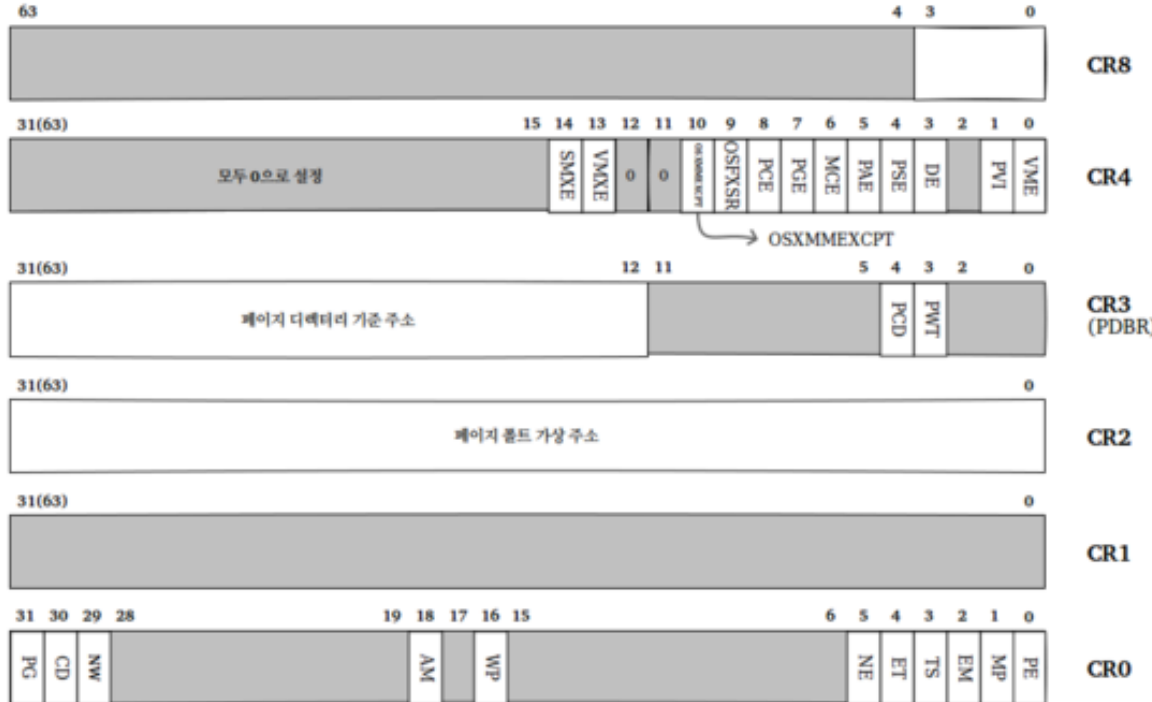 63 4 3 0
CR8
31(63) 15 14 13 12 11 10 9 8 7 6 5 4 3 2 1 0
모두 0으로 설정 SMXE VMXE 0 0 OSXMMEXCPT OSFXSR PCE PGE MCE PAE PSE DE PVI VME
CR4
OSXMMEXCPT
31(63) 12 11 5 4 3 2 0
페이지 디렉터리 기준 주소 PCD PWT
CR3
(PDBR)
31(63) 0
페이지 폴트 가상 주소
CR2
31(63) 0
CR1
31 30 29 28 19 18 17 16 15 6 5 4 3 2 1 0
PG CD NW AM WP NE ET TS EM MP PE
CR0